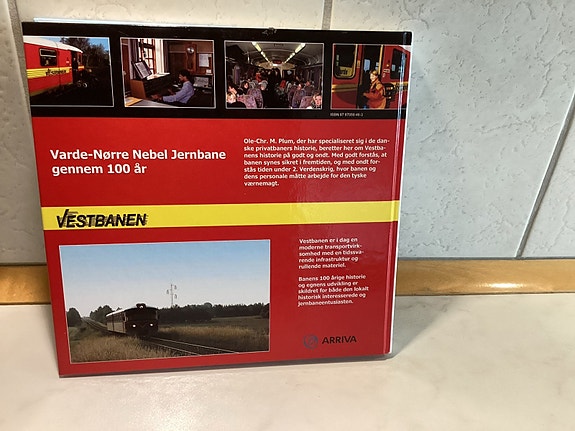 Varde-Nørre Nebel Jernbane
gennem 100 år
Ole-Chr. M. Plum, der har specialiseret sig i de dan-
ske privatbaners historie, beretter her om Vestba-
nens historie på godt og ondt. Med godt forstås, at
banen synes sikret i fremtiden, og med ondt for-
stås tiden under 2. Verdenskrig, hvor banen og
dens personale måtte arbejde for den tyske
værnemagt.
VESTBANEN
Vestbanen er i dag en
moderne transportvirk-
somhed med en tidssva-
rende infrastruktur og
rullende materiel.
Banens 100 årige historie
og egnens udvikling er
skildret for både den lokalt
historisk interesserede og
jernbaneentusiasten.
ARRIVA